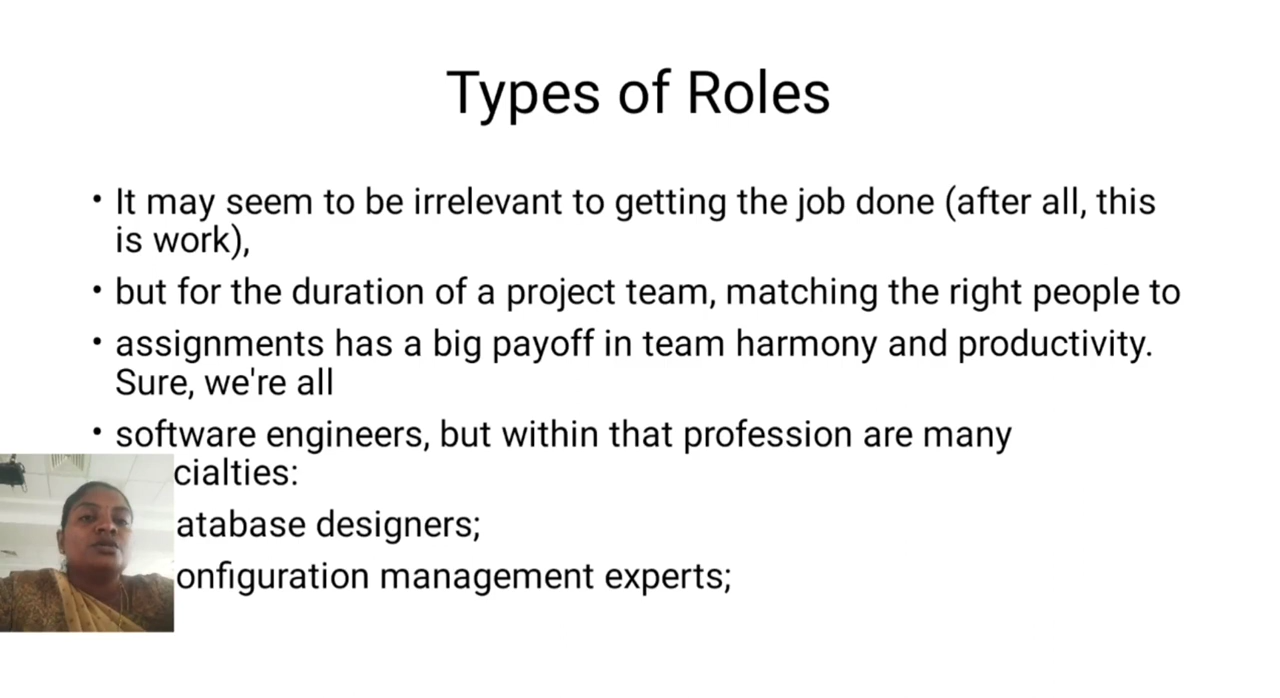 Types of Roles
• It may seem to be irrelevant to getting the job done (after all, this
is work),
• but for the duration of a project team, matching the right people to
• assignments has a big payoff in team harmony and productivity.
Sure, we're all
• software engineers, but within that profession are many
cialties:
atabase designers;
onfiguration management experts;